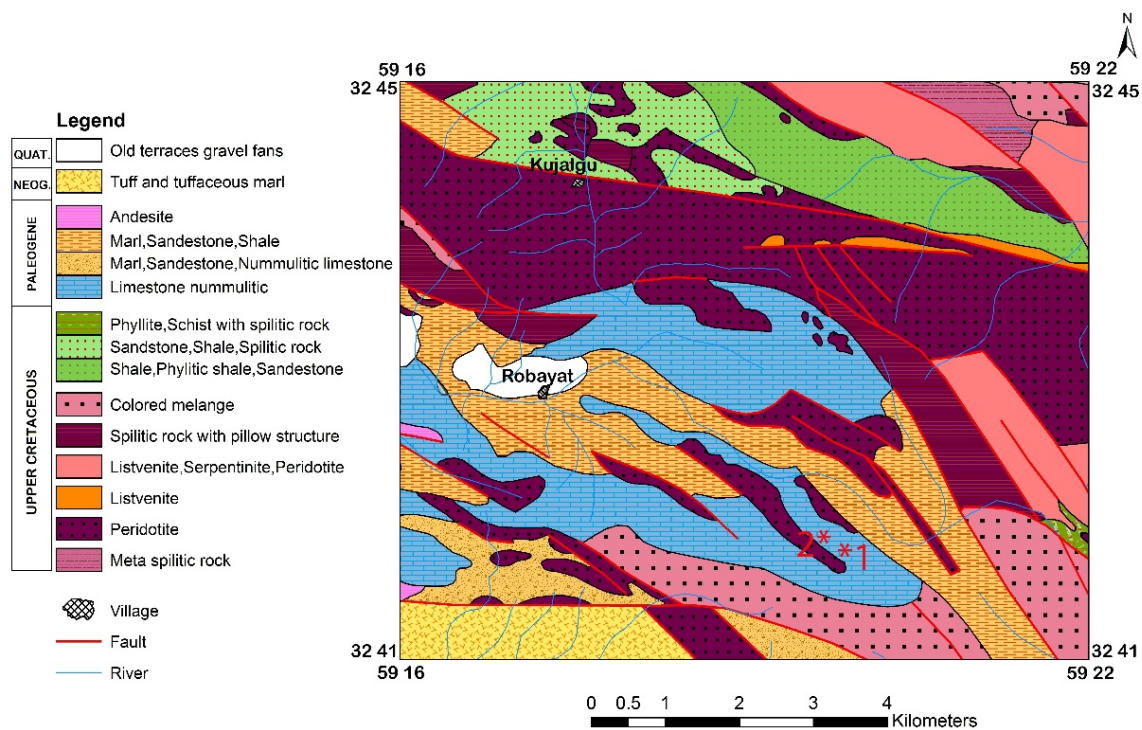 N
59 16
59 22
32 45
32 45
Legend
QUAT.
Old terraces gravel fans
NEOG.
Tuff and tuffaceous marl
PALEOGENE
Andesite
Marl,Sandestone,Shale
Marl,Sandestone,Nummulitic limestone
Limestone nummulitic
UPPER CRETACEOUS
Phyllite,Schist with spilitic rock
Sandstone,Shale,Spilitic rock
Shale,Phylitic shale,Sandestone
Colored melange
Spilitic rock with pillow structure
Listvenite,Serpentinite,Peridotite
Listvenite
Peridotite
Meta spilitic rock
Village
Fault
River
Kujalgu
Robayat
2* *1
32 41
32 41
59 16
59 22
0 0.5 1 2 3 4
Kilometers